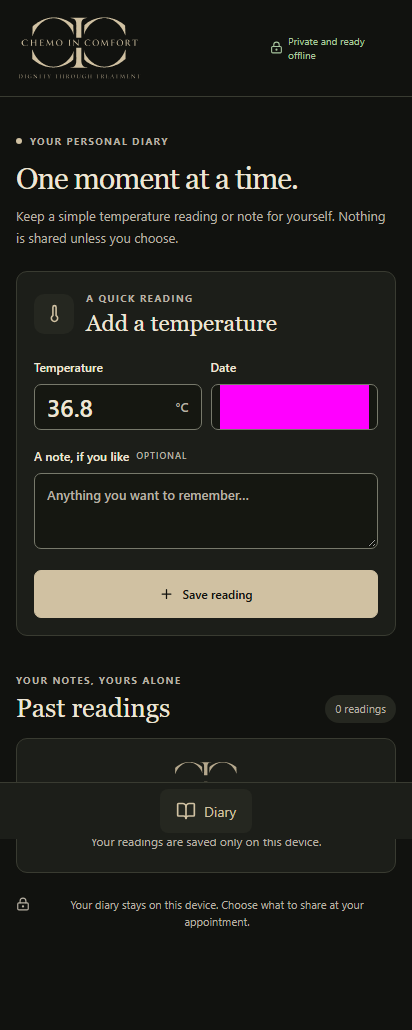 CHEMO IN COMFORT
DIGNITY THROUGH TREATMENT
Private and ready
offline
YOUR PERSONAL DIARY
One moment at a time.
Keep a simple temperature reading or note for yourself. Nothing
is shared unless you choose.
A QUICK READING
Add a temperature
Temperature
Date
36.8
°C
A note, if you like OPTIONAL
Anything you want to remember...
+ Save reading
YOUR NOTES, YOURS ALONE
Past readings
0 readings
Diary
Your readings are saved only on this device.
Your diary stays on this device. Choose what to share at your
appointment.